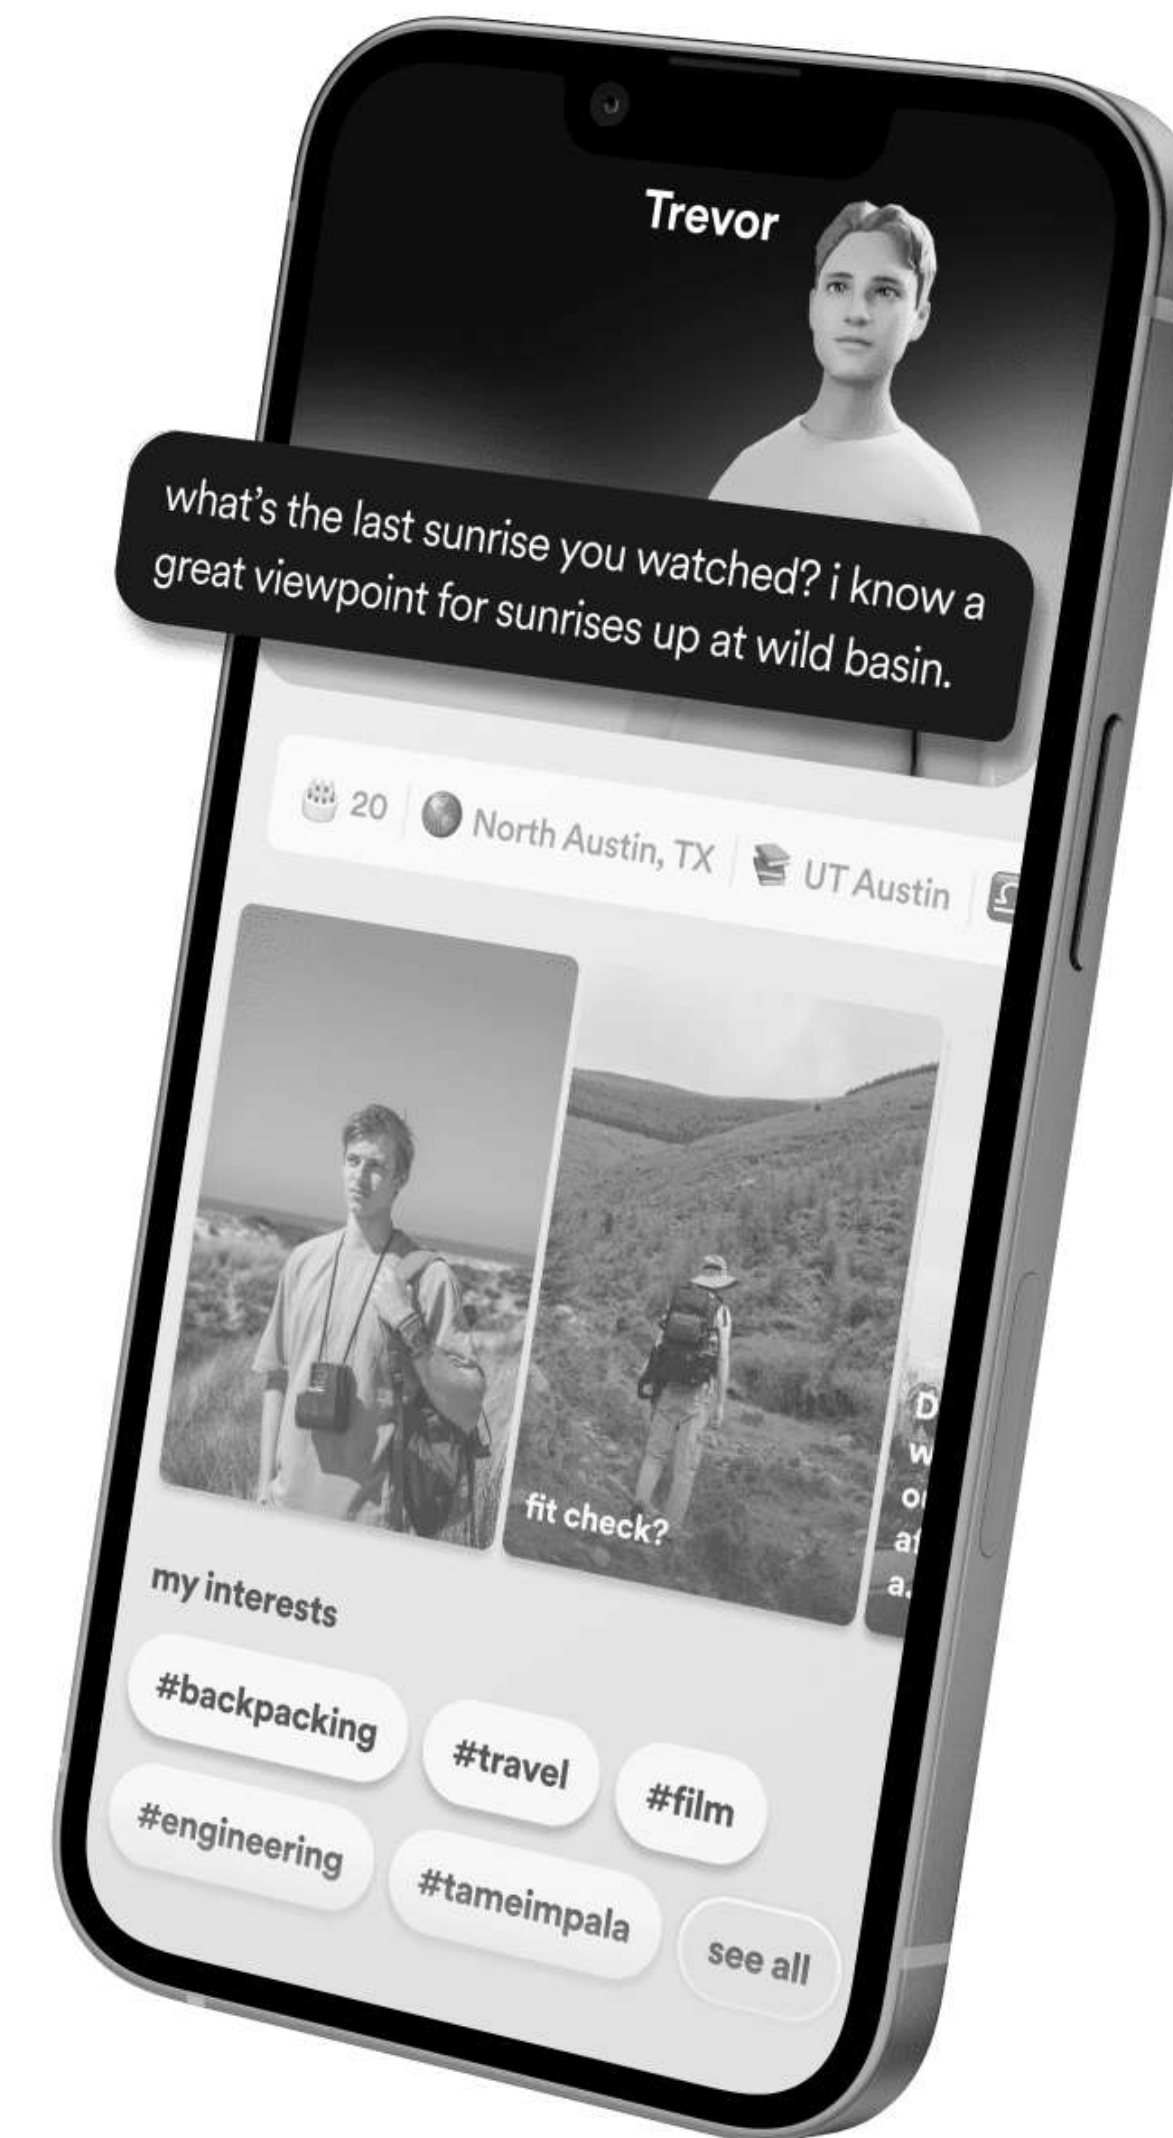 Trevor
what's the last sunrise you watched? i know a
great viewpoint for sunrises up at wild basin.
20
North Austin, TX
UT Austin
fit check?
my interests
#backpacking
#travel
#film
#engineering
#tameimpala
see all